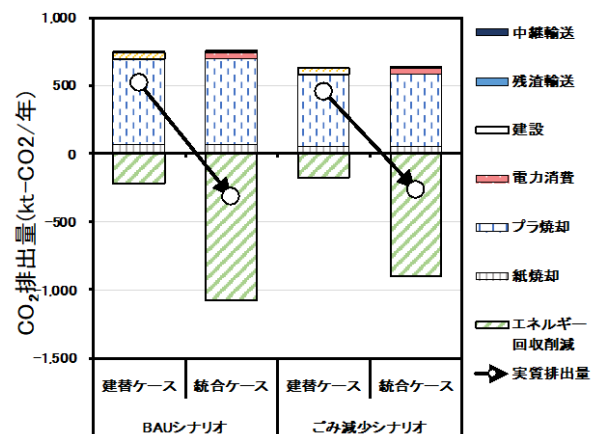 CO₂排出量(kt-CO2/年)
1,000
500
0
-500
-1,000
-1,500
建替ケース 統合ケース 建替ケース 統合ケース
BAUシナリオ ごみ減少シナリオ
中継輸送
残渣輸送
建設
電力消費
プラ焼却
紙焼却
エネルギー
回収削減
実質排出量